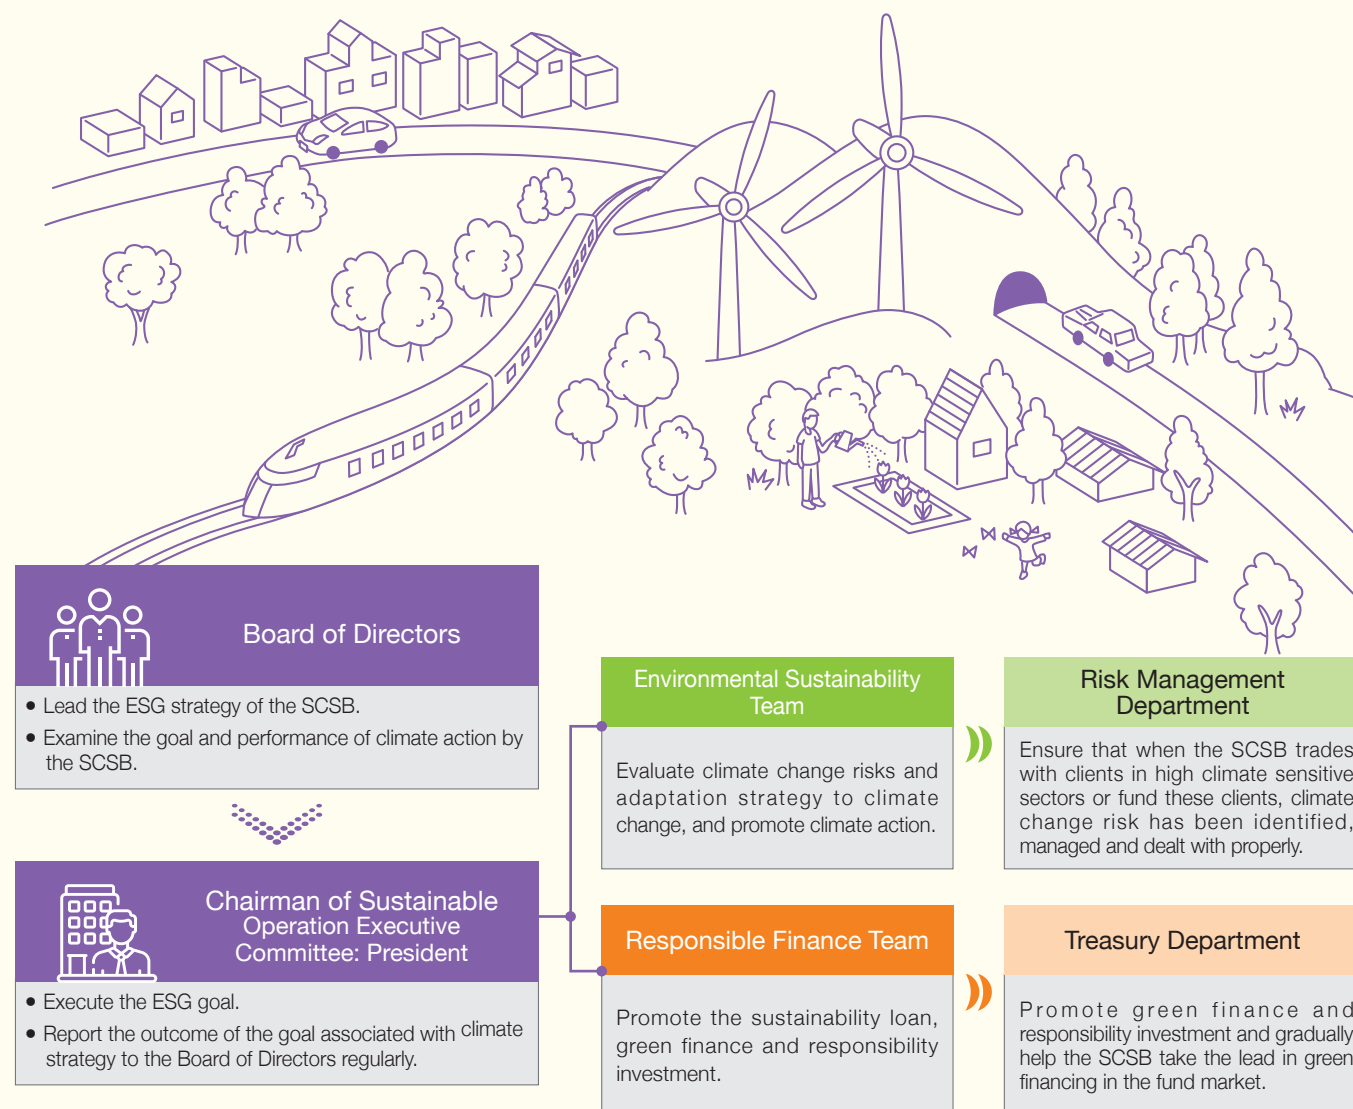 Board of Directors
• Lead the ESG strategy of the SCSB.
• Examine the goal and performance of climate action by
the SCSB.
Chairman of Sustainable
Operation Executive
Committee: President
• Execute the ESG goal.
• Report the outcome of the goal associated with climate
strategy to the Board of Directors regularly.
Environmental Sustainability
Team
Evaluate climate change risks and
adaptation strategy to climate
change, and promote climate action.
Risk Management
Department
Ensure that when the SCSB trades
with clients in high climate sensitive
sectors or fund these clients, climate
change risk has been identified,
managed and dealt with properly.
Responsible Finance Team
Promote the sustainability loan,
green finance and responsibility
investment.
Treasury Department
Promote green finance and
responsibility investment and gradually
help the SCSB take the lead in green
financing in the fund market.